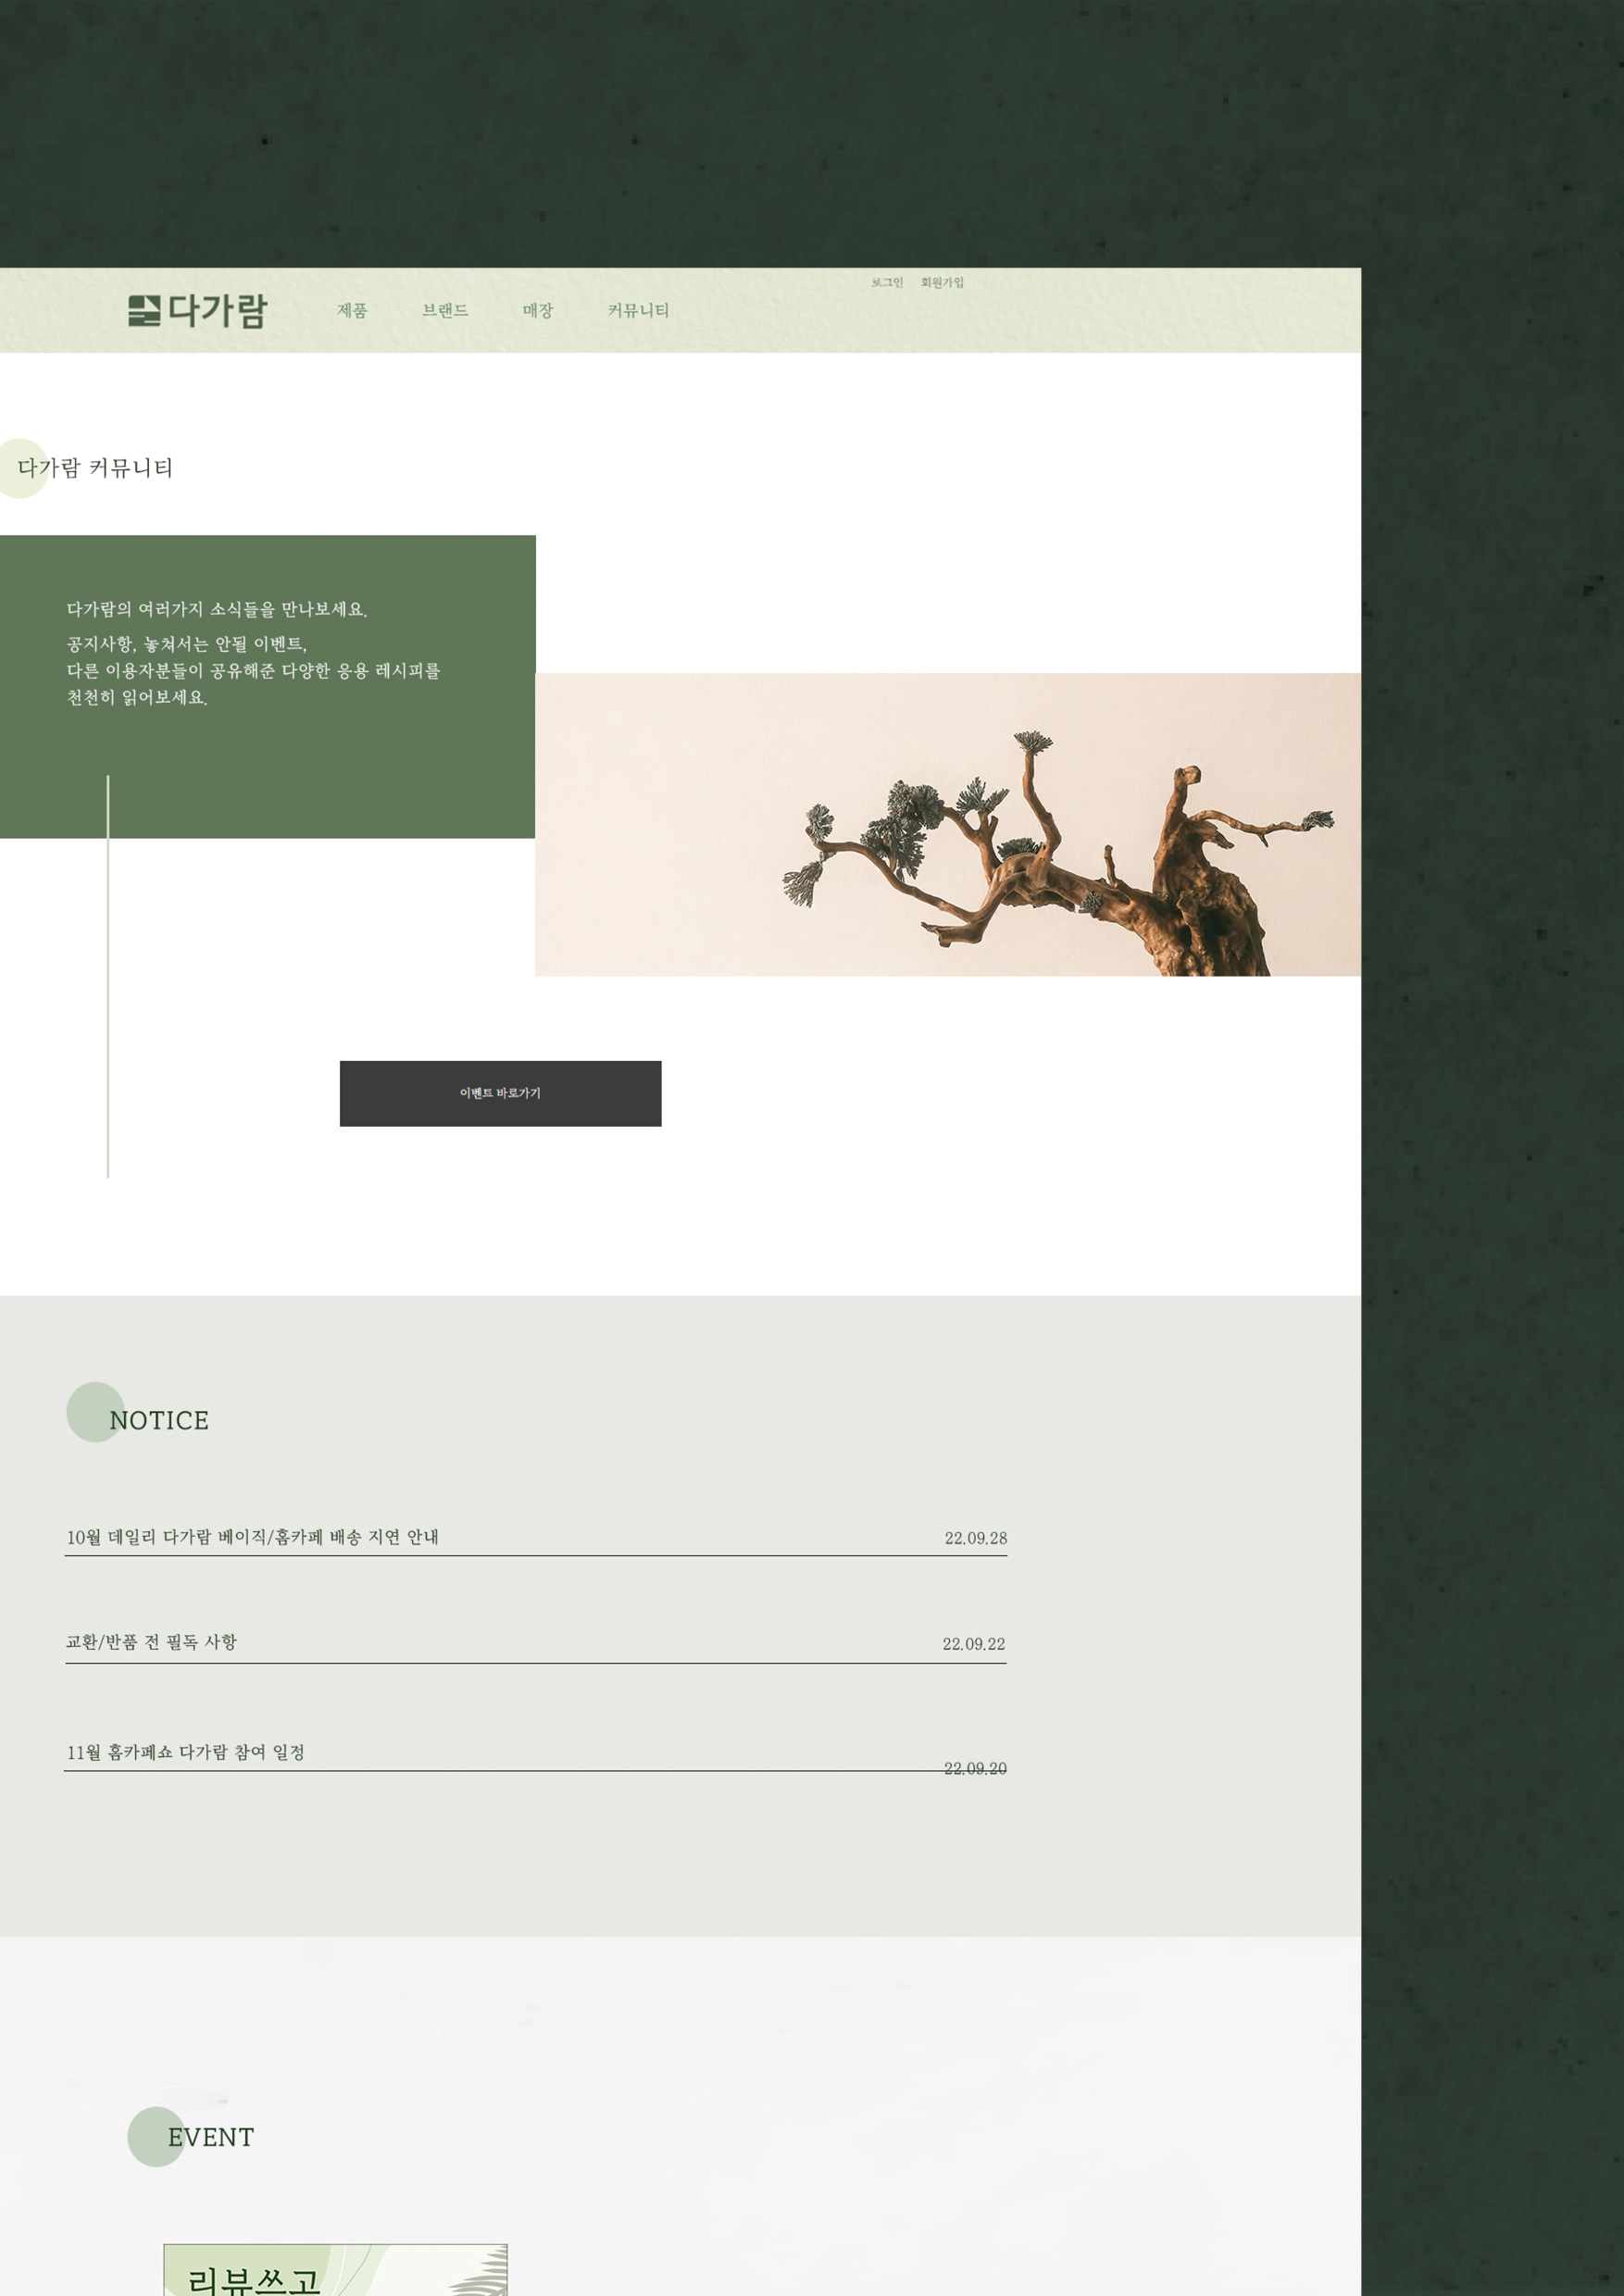 로그인 회원가입
다가람 제품 브랜드 매장 커뮤니티
다가람 커뮤니티
다가람의 여러가지 소식들을 만나보세요.
공지사항, 놓쳐서는 안될 이벤트,
다른 이용자분들이 공유해준 다양한 응용 레시피를
천천히 읽어보세요.
이벤트 바로가기
NOTICE
10월 데일리 다가람 베이직/홈카페 배송 지연 안내 22.09.28
교환/반품 전 필독 사항 22.09.22
11월 홈카페쇼 다가람 참여 일정 22.09.20
EVENT
리뷰쓰고